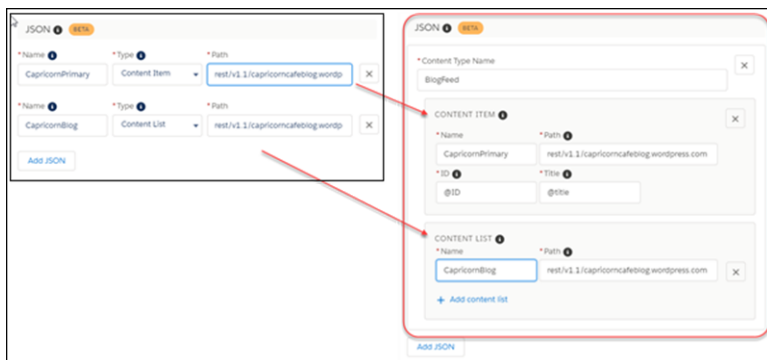 JSON BETA
*Name *Type *Path
CapricornPrimary Content Item rest/v1.1/capricorncafeblog.wordp
*Name *Type *Path
CapricornBlog Content List rest/v1.1/capricorncafeblog.wordp
Add JSON
JSON BETA
*Content Type Name
BlogFeed
CONTENT ITEM
*Name *Path
CapricornPrimary rest/v1.1/capricorncafeblog.wordpress.com
*ID *Title
@ID @title
CONTENT LIST
*Name *Path
CapricornBlog rest/v1.1/capricorncafeblog.wordpress.com
+ Add content list
Add JSON